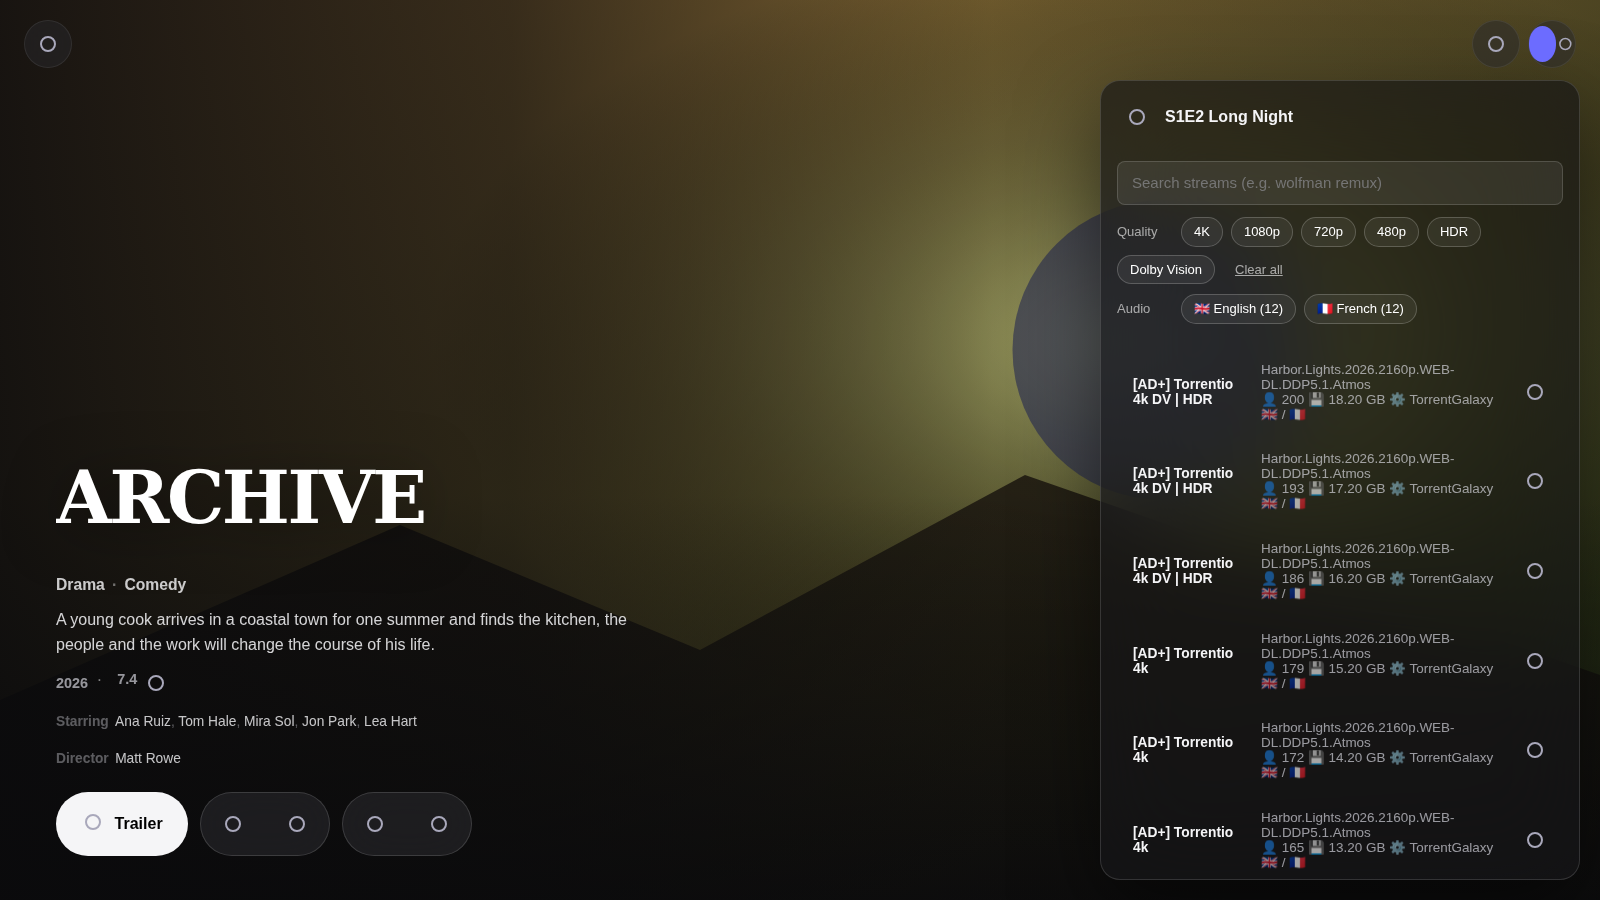 S1E2 Long Night
Search streams (e.g. wolfman remux)
Quality 4K 1080p 720p 480p HDR
Dolby Vision Clear all
Audio 🇬🇧 English (12) 🇫🇷 French (12)
[AD+] Torrentio
4k DV | HDR
Harbor.Lights.2026.2160p.WEB-
DL.DDP5.1.Atmos
👤 200 💾 18.20 GB ⚙️ TorrentGalaxy
🇬🇧 / 🇫🇷
[AD+] Torrentio
4k DV | HDR
Harbor.Lights.2026.2160p.WEB-
DL.DDP5.1.Atmos
👤 193 💾 17.20 GB ⚙️ TorrentGalaxy
🇬🇧 / 🇫🇷
[AD+] Torrentio
4k DV | HDR
Harbor.Lights.2026.2160p.WEB-
DL.DDP5.1.Atmos
👤 186 💾 16.20 GB ⚙️ TorrentGalaxy
🇬🇧 / 🇫🇷
[AD+] Torrentio
4k
Harbor.Lights.2026.2160p.WEB-
DL.DDP5.1.Atmos
👤 179 💾 15.20 GB ⚙️ TorrentGalaxy
🇬🇧 / 🇫🇷
[AD+] Torrentio
4k
Harbor.Lights.2026.2160p.WEB-
DL.DDP5.1.Atmos
👤 172 💾 14.20 GB ⚙️ TorrentGalaxy
🇬🇧 / 🇫🇷
[AD+] Torrentio
4k
Harbor.Lights.2026.2160p.WEB-
DL.DDP5.1.Atmos
👤 165 💾 13.20 GB ⚙️ TorrentGalaxy
🇬🇧 / 🇫🇷
ARCHIVE
Drama · Comedy
A young cook arrives in a coastal town for one summer and finds the kitchen, the
people and the work will change the course of his life.
2026 · 7.4
Starring Ana Ruiz, Tom Hale, Mira Sol, Jon Park, Lea Hart
Director Matt Rowe
Trailer